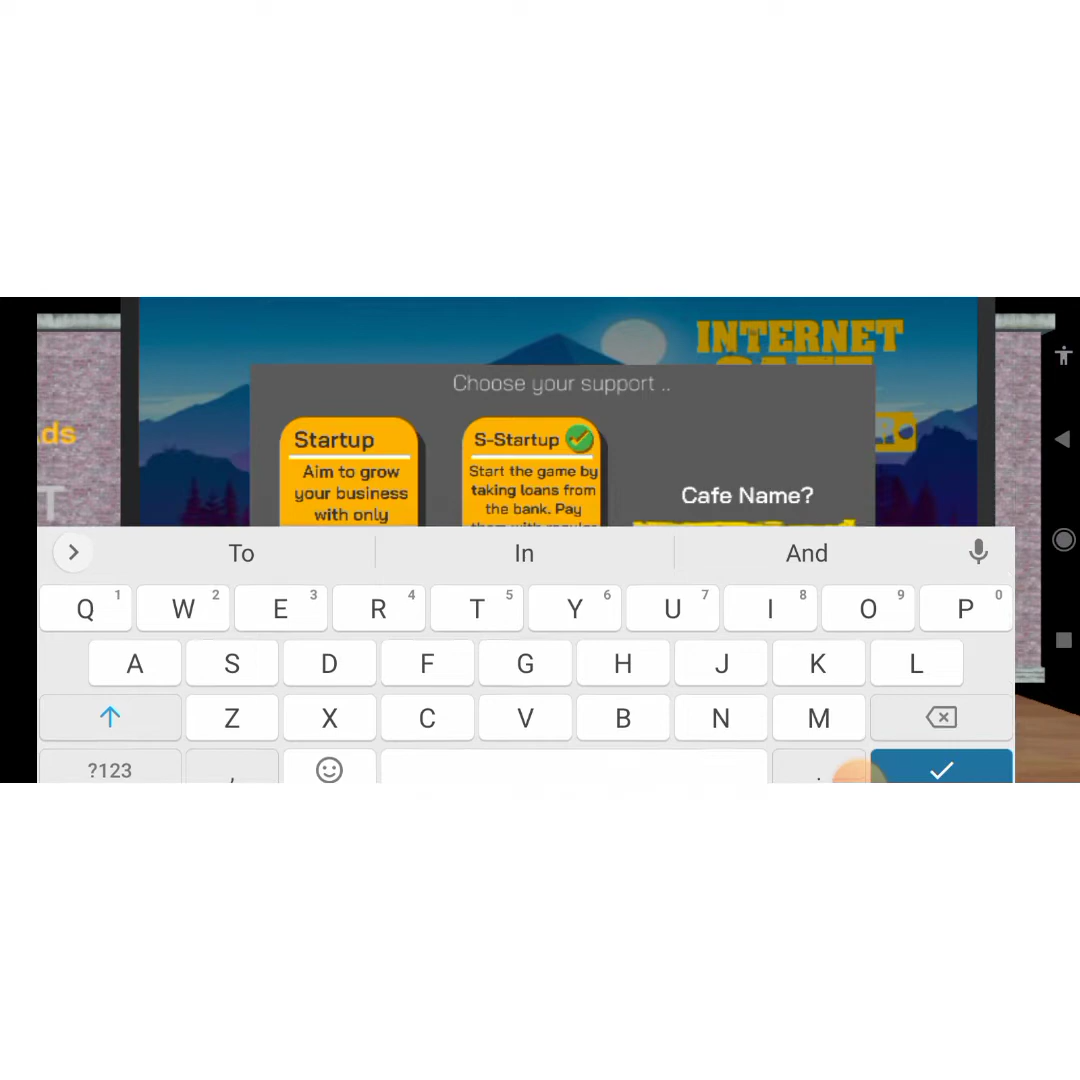 INTERNET
Choose your support ..
ds
Startup
S-Startup
Aim to grow
your business
with only
Start the game by
taking loans from
the bank. Pay
Cafe Name?
T
To In And
Q 1 W 2 E 3 R 4 T 5 Y 6 U 7 I 8 O 9 P 0
A S D F G H J K L
Z X C V B N M
?123 , .